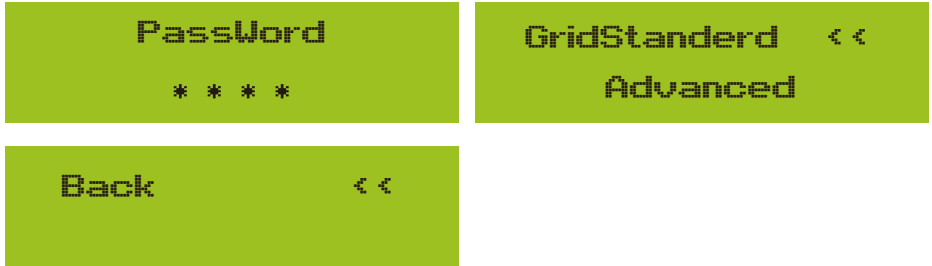 PassWord
* * * *
GridStanderd <<
Advanced
Back <<